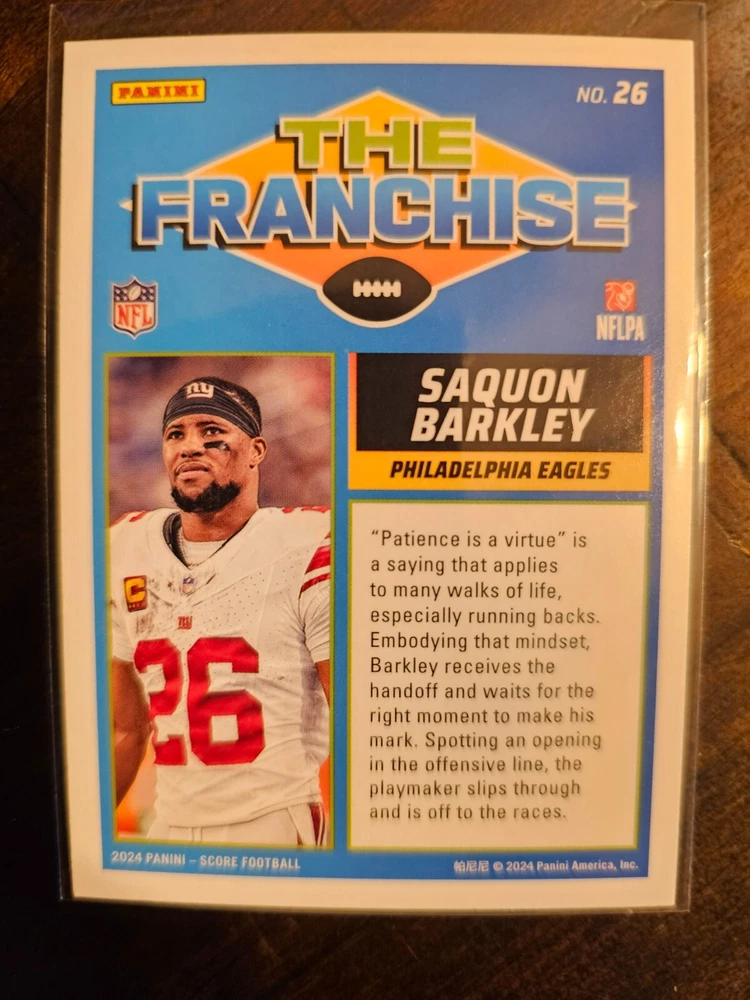 PANINI
NO. 26
THE
FRANCHISE
NFL
NFLPA
SAQUON
BARKLEY
PHILADELPHIA EAGLES
ny
C
ny
26
"Patience is a virtue" is
a saying that applies
to many walks of life,
especially running backs.
Embodying that mindset,
Barkley receives the
handoff and waits for the
right moment to make his
mark. Spotting an opening
in the offensive line, the
playmaker slips through
and is off to the races.
2024 PANINI – SCORE FOOTBALL
帕尼尼 © 2024 Panini America, Inc.